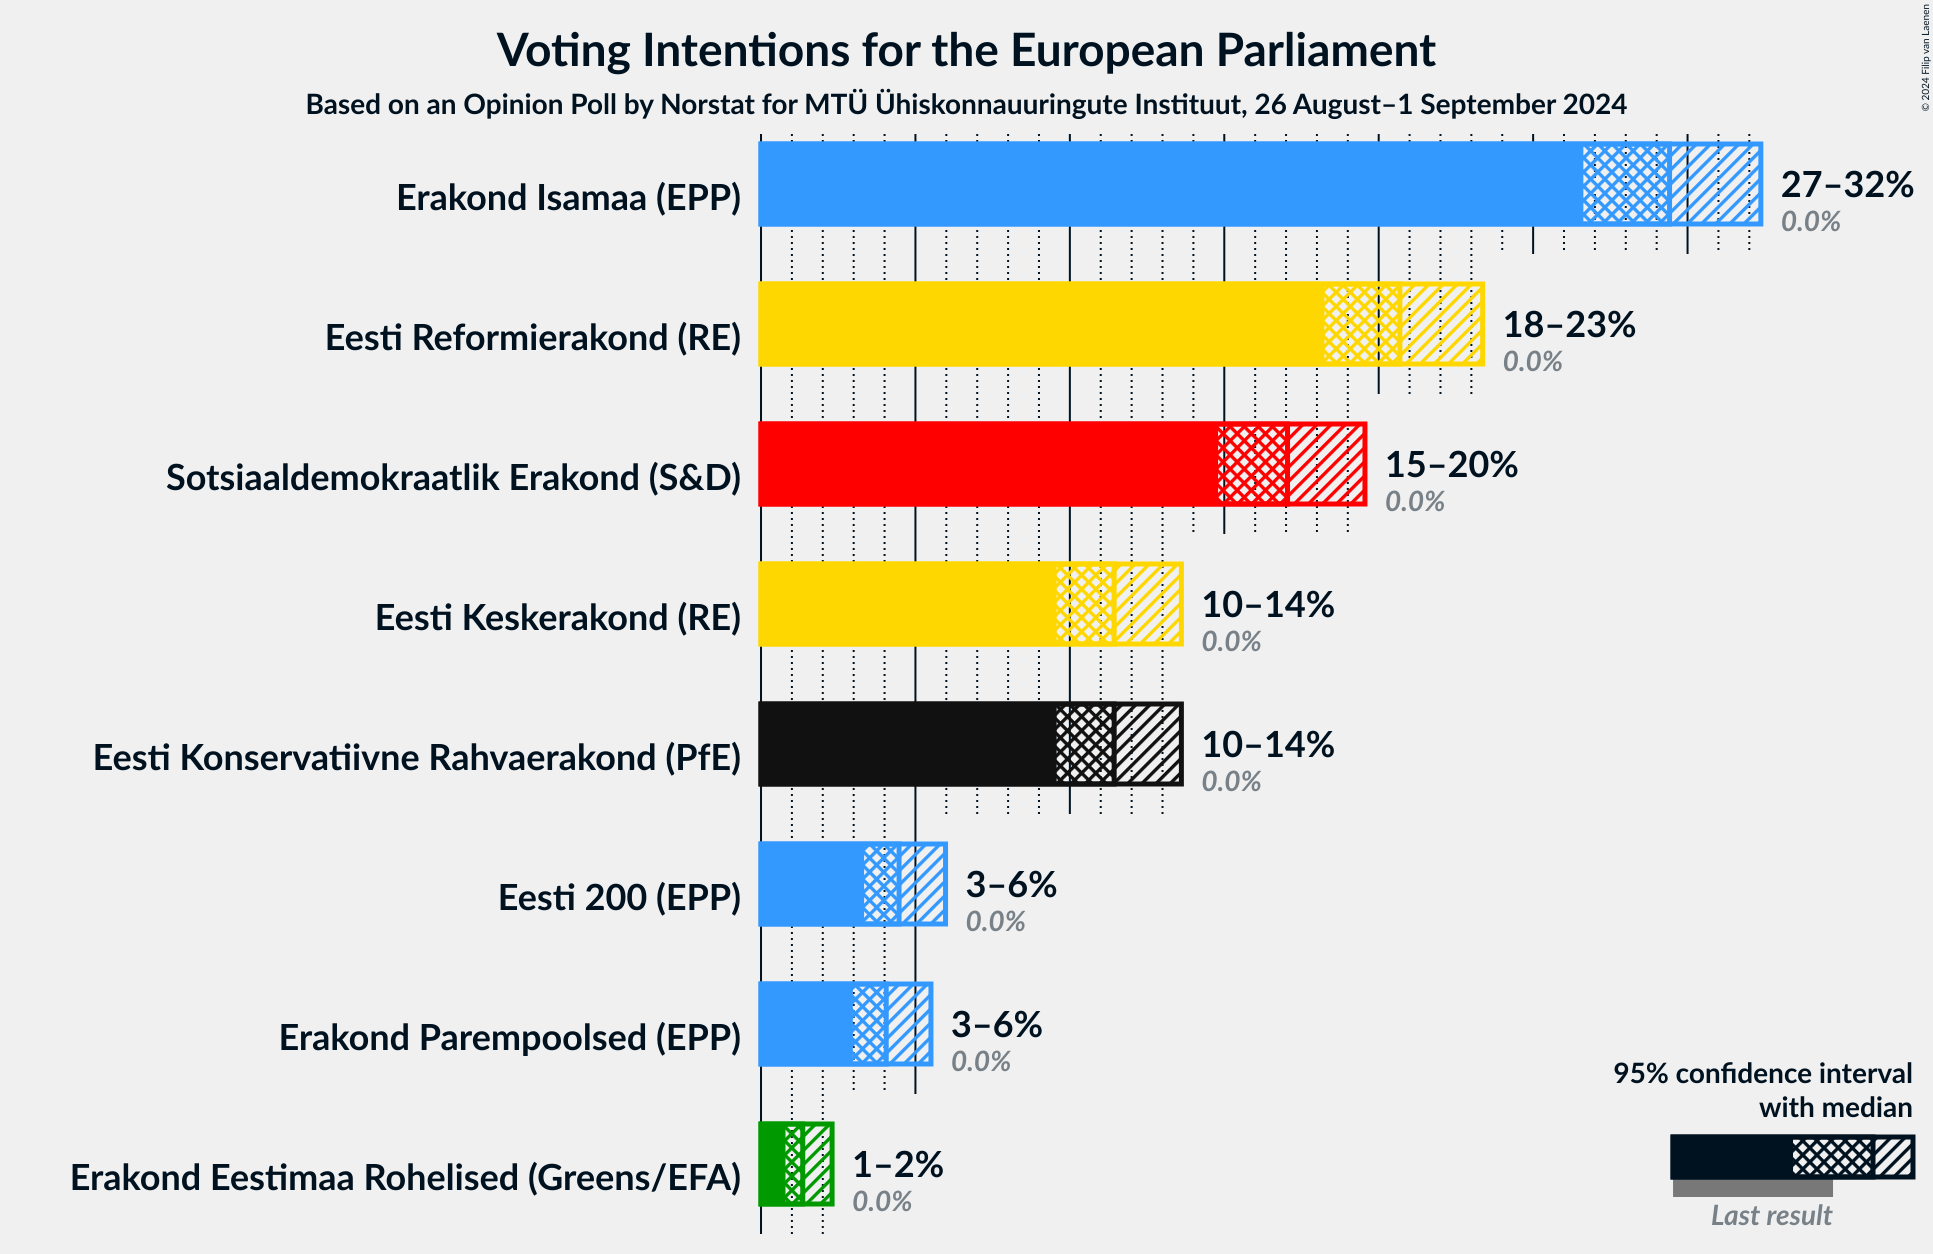 Voting Intentions for the European Parliament
Based on an Opinion Poll by Norstat for MTÜ Ühiskonnauuringute Instituut, 26 August–1 September 2024
© 2024 Filip van Laenen
Erakond Isamaa (EPP)
27–32%
0.0%
Eesti Reformierakond (RE)
18–23%
0.0%
Sotsiaaldemokraatlik Erakond (S&D)
15–20%
0.0%
Eesti Keskerakond (RE)
10–14%
0.0%
Eesti Konservatiivne Rahvaerakond (PfE)
10–14%
0.0%
Eesti 200 (EPP)
3–6%
0.0%
Erakond Parempoolsed (EPP)
3–6%
0.0%
Erakond Eestimaa Rohelised (Greens/EFA)
1–2%
0.0%
95% confidence interval
with median
Last result